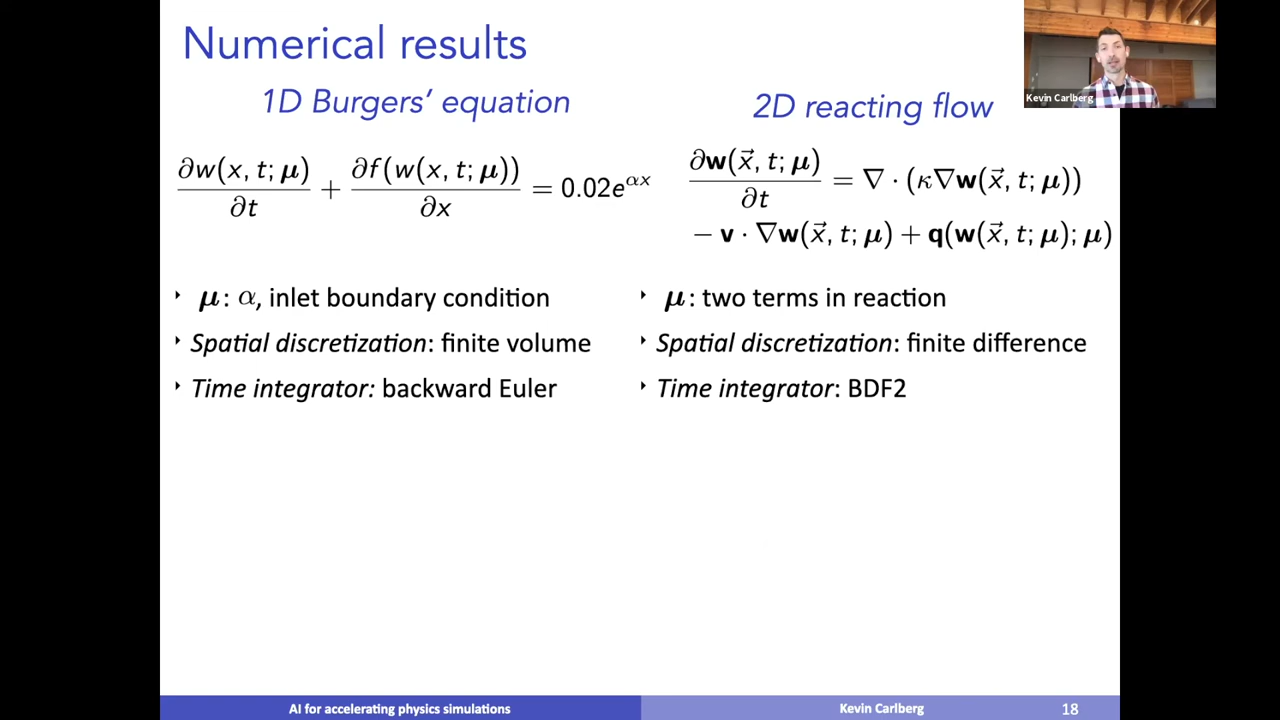 Numerical results
Kevin Carlberg
1D Burgers’ equation
∂w(x, t; μ)/∂t + ∂f(w(x, t; μ))/∂x = 0.02e^{αx}
‣ μ: α, inlet boundary condition
‣ Spatial discretization: finite volume
‣ Time integrator: backward Euler
2D reacting flow
∂w(x⃗, t; μ)/∂t = ∇ · (κ∇w(x⃗, t; μ))
− v · ∇w(x⃗, t; μ) + q(w(x⃗, t; μ); μ)
‣ μ: two terms in reaction
‣ Spatial discretization: finite difference
‣ Time integrator: BDF2
AI for accelerating physics simulations
Kevin Carlberg
18